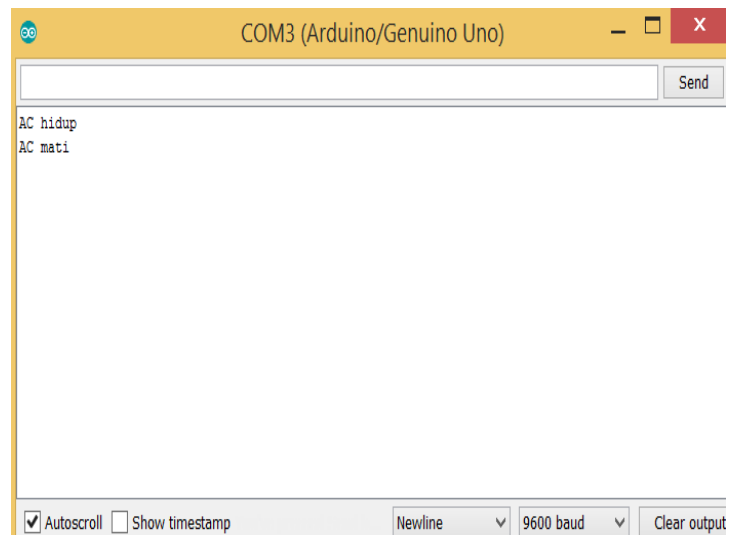 COM3 (Arduino/Genuino Uno)
Send
AC hidup
AC mati
Autoscroll Show timestamp Newline 9600 baud Clear output